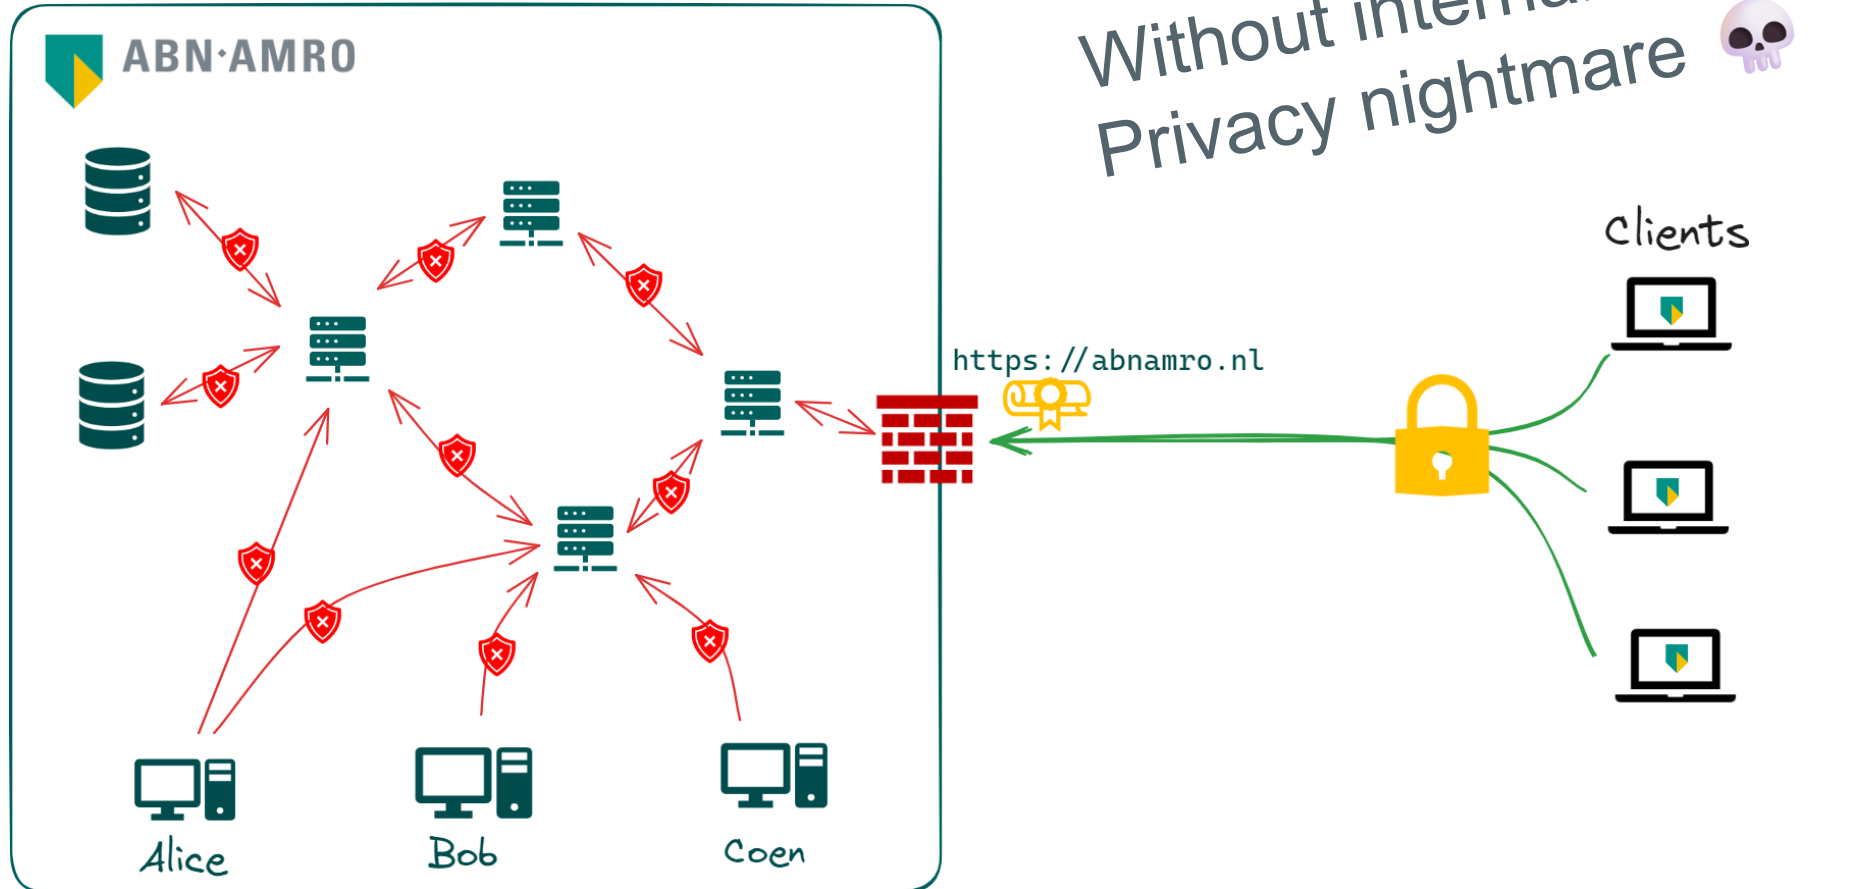 ABN·AMRO
Without
Privacy nightmare
Clients
https://abnamro.nl
Alice
Bob
Coen